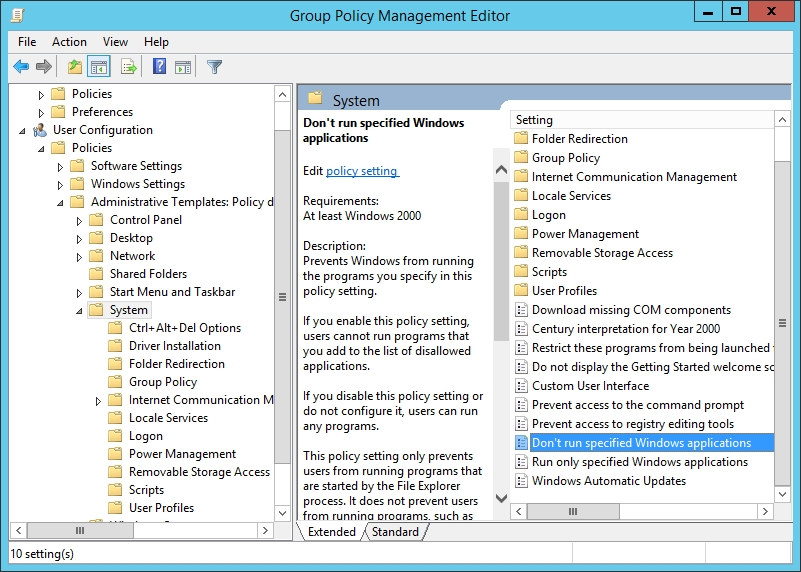 Group Policy Management Editor
File Action View Help
Policies
Preferences
User Configuration
Policies
Software Settings
Windows Settings
Administrative Templates: Policy d
Control Panel
Desktop
Network
Shared Folders
Start Menu and Taskbar
System
Ctrl+Alt+Del Options
Driver Installation
Folder Redirection
Group Policy
Internet Communication M
Locale Services
Logon
Power Management
Removable Storage Access
Scripts
User Profiles
System
Don't run specified Windows
applications
Edit policy setting
Requirements:
At least Windows 2000
Description:
Prevents Windows from running
the programs you specify in this
policy setting.
If you enable this policy setting,
users cannot run programs that
you add to the list of disallowed
applications.
If you disable this policy setting or
do not configure it, users can run
any programs.
This policy setting only prevents
users from running programs that
are started by the File Explorer
process. It does not prevent users
from running programs, such as
Setting
Folder Redirection
Group Policy
Internet Communication Management
Locale Services
Logon
Power Management
Removable Storage Access
Scripts
User Profiles
Download missing COM components
Century interpretation for Year 2000
Restrict these programs from being launched f
Do not display the Getting Started welcome sc
Custom User Interface
Prevent access to the command prompt
Prevent access to registry editing tools
Don't run specified Windows applications
Run only specified Windows applications
Windows Automatic Updates
Extended Standard
10 setting(s)